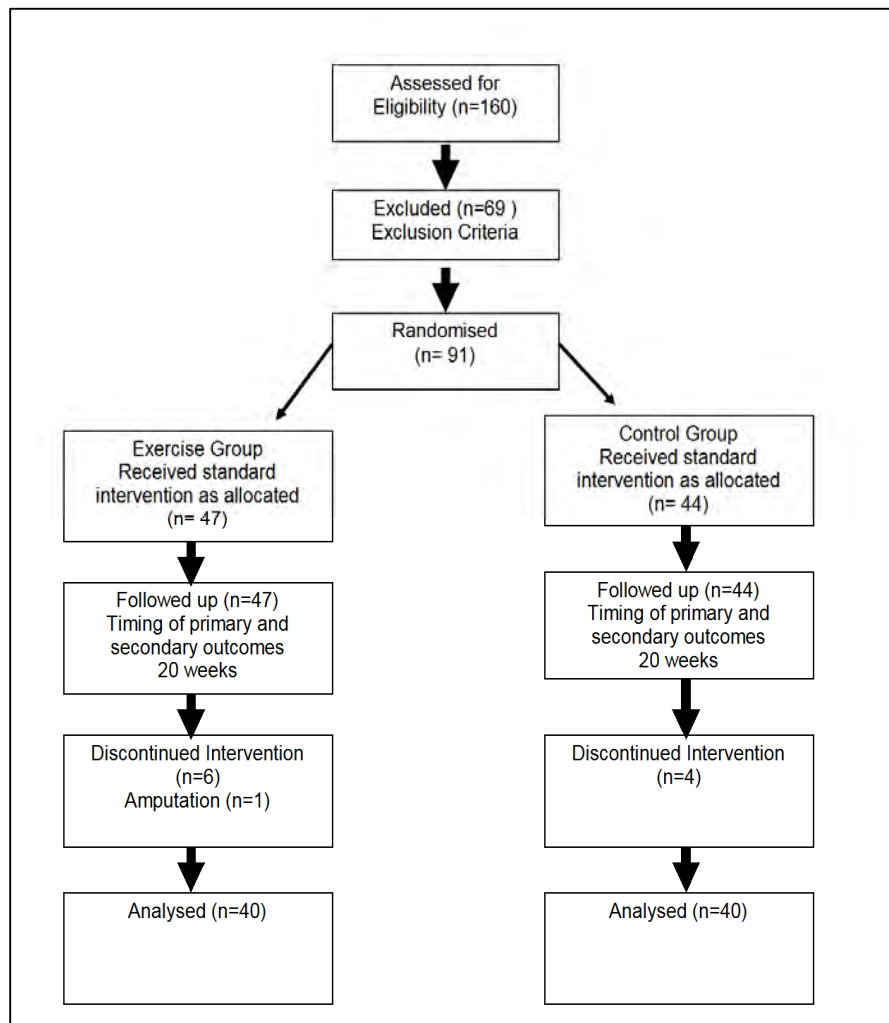 Assessed for
Eligibility (n=160)
Excluded (n=69 )
Exclusion Criteria
Randomised
(n= 91)
Exercise Group
Received standard
intervention as allocated
(n= 47)
Control Group
Received standard
intervention as allocated
(n= 44)
Followed up (n=47)
Timing of primary and
secondary outcomes
20 weeks
Followed up (n=44)
Timing of primary and
secondary outcomes
20 weeks
Discontinued Intervention
(n=6)
Amputation (n=1)
Discontinued Intervention
(n=4)
Analysed (n=40)
Analysed (n=40)